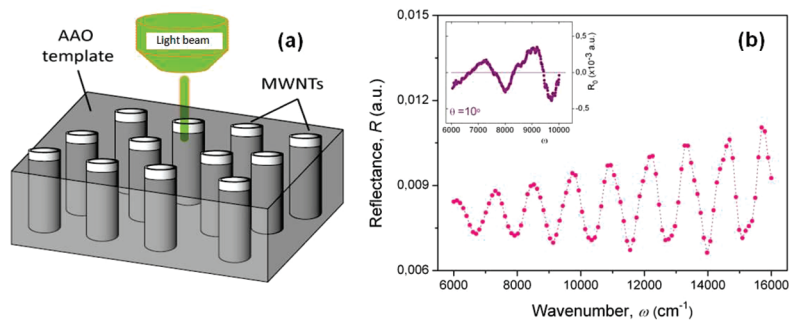 (a)
AAO
template
Light beam
MWNTs
(b)
Reflectance, R (a.u.)
0,015
0,012
0,009
0,006
6000 8000 10000 12000 14000 16000
Wavenumber, ω (cm⁻¹)
0,5
0,0
-0,5
R₀ (x10⁻³ a.u.)
θ =10°
6000 7000 8000 9000 10000
ω